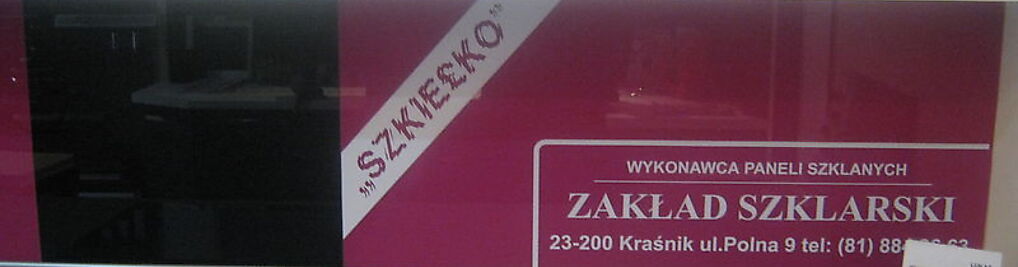 „SZKIEŁKO”
WYKONAWCA PANELI SZKLANYCH
ZAKŁAD SZKLARSKI
23-200 Kraśnik ul.Polna 9 tel: (81)